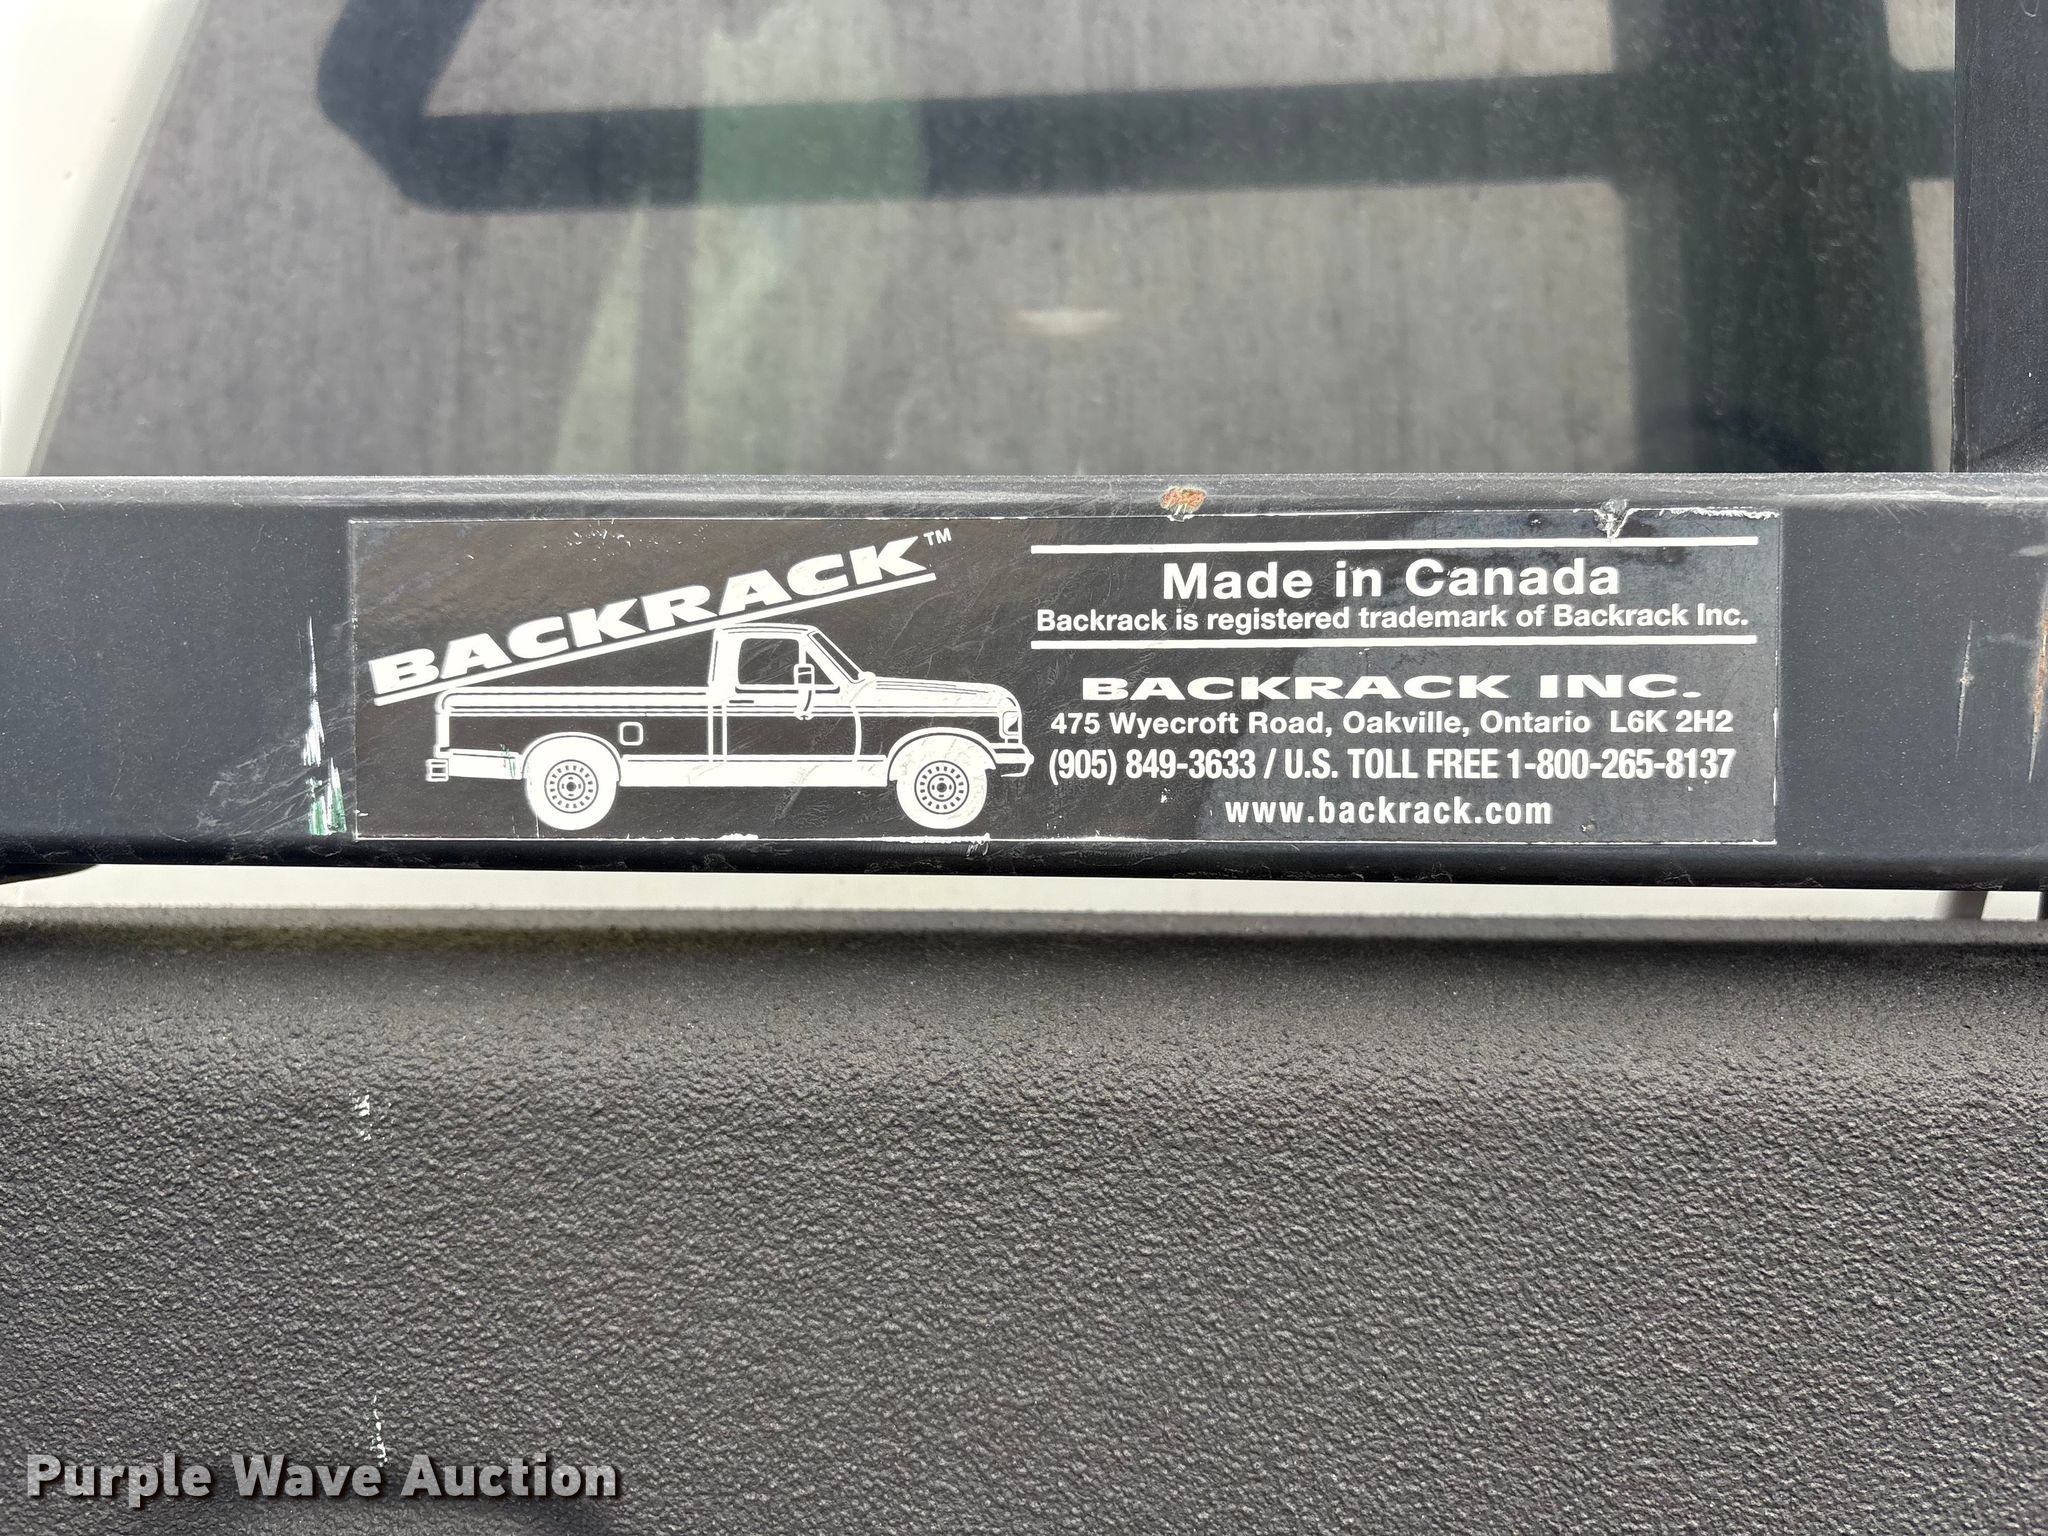 BACKRACK™
Made in Canada
Backrack is registered trademark of Backrack Inc.
BACKRACK INC.
475 Wyecroft Road, Oakville, Ontario L6K 2H2
(905) 849-3633 / U.S. TOLL FREE 1-800-265-8137
www.backrack.com
Purple Wave Auction